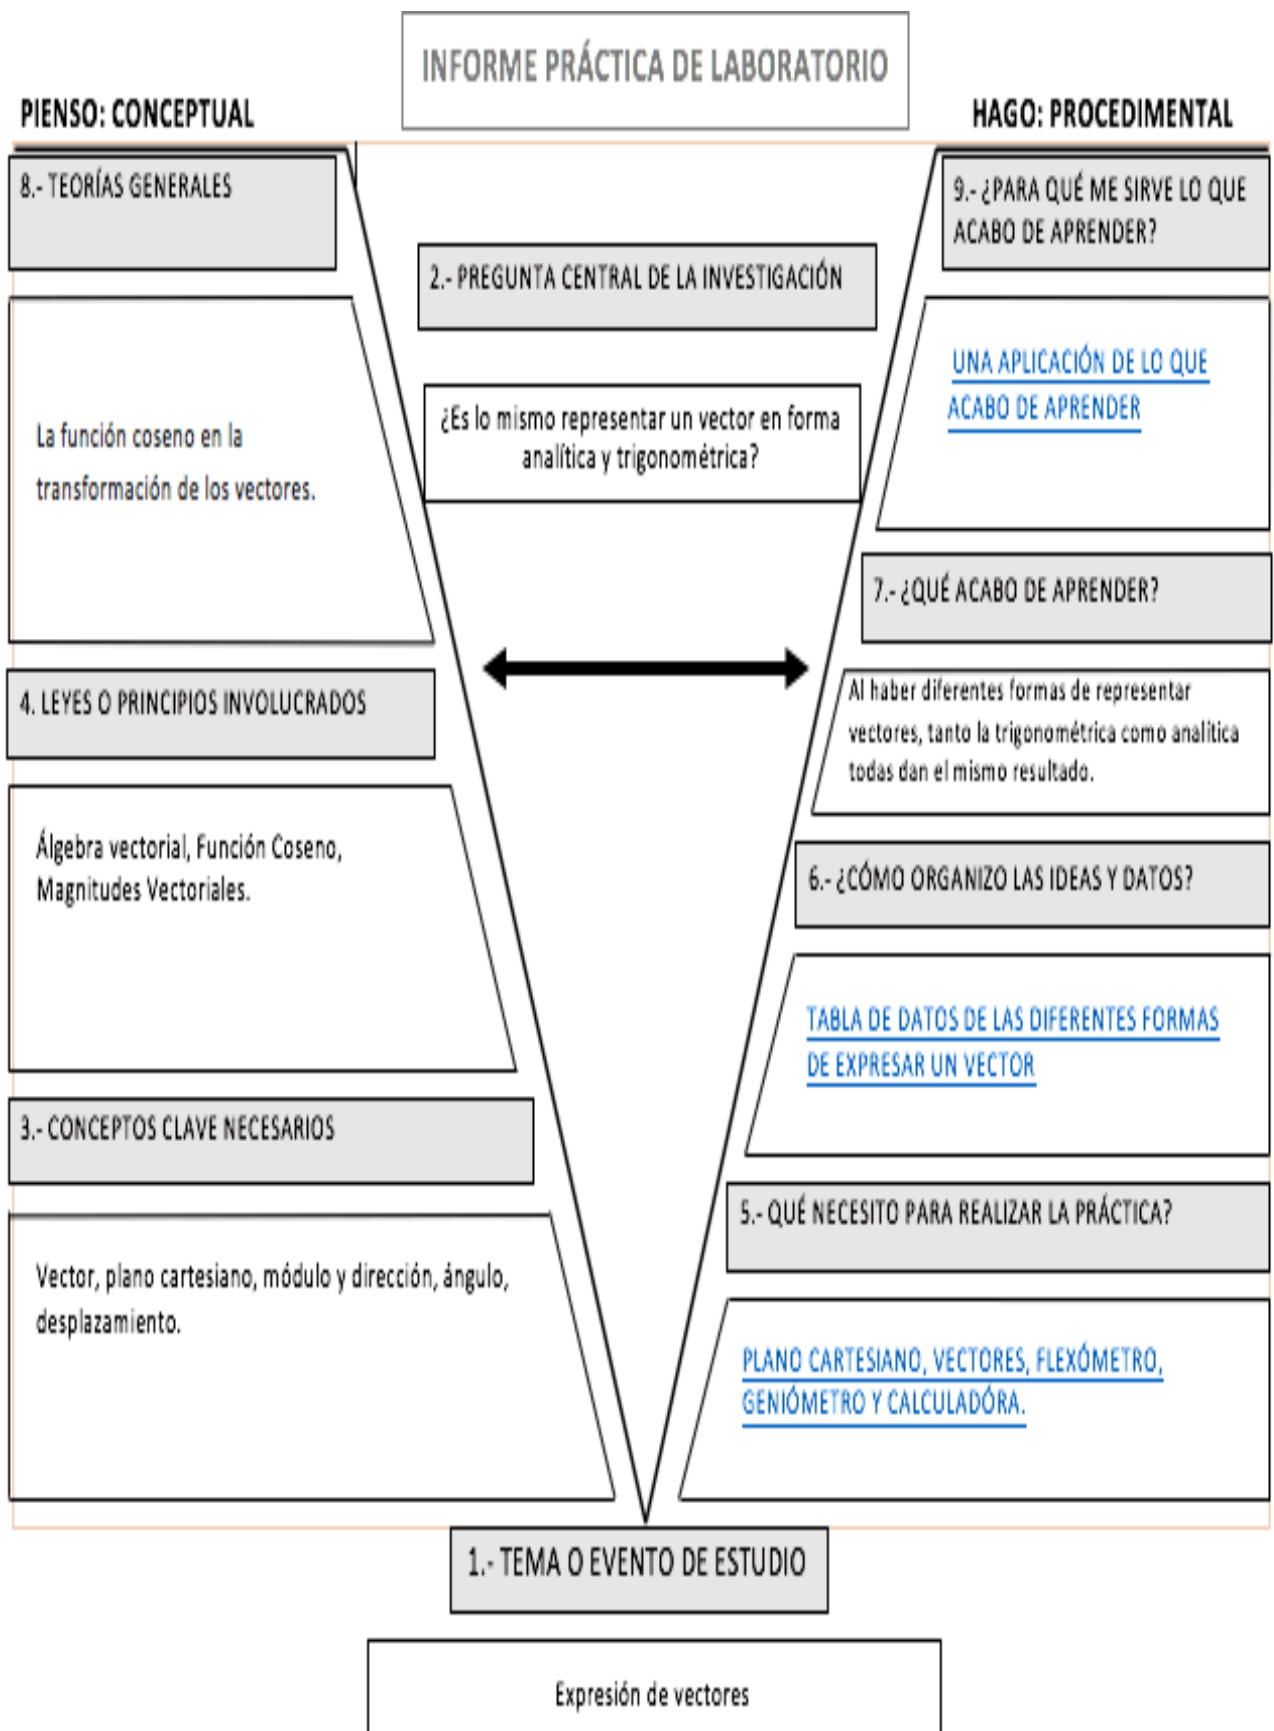 INFORME PRÁCTICA DE LABORATORIO
PIENSO: CONCEPTUAL
HAGO: PROCEDIMENTAL
8.- TEORÍAS GENERALES
La función coseno en la
transformación de los vectores.
4. LEYES O PRINCIPIOS INVOLUCRADOS
Álgebra vectorial, Función Coseno,
Magnitudes Vectoriales.
3.- CONCEPTOS CLAVE NECESARIOS
Vector, plano cartesiano, módulo y dirección, ángulo,
desplazamiento.
2.- PREGUNTA CENTRAL DE LA INVESTIGACIÓN
¿Es lo mismo representar un vector en forma
analítica y trigonométrica?
9.- ¿PARA QUÉ ME SIRVE LO QUE
ACABO DE APRENDER?
UNA APLICACIÓN DE LO QUE
ACABO DE APRENDER
7.- ¿QUÉ ACABO DE APRENDER?
Al haber diferentes formas de representar
vectores, tanto la trigonométrica como analítica
todas dan el mismo resultado.
6.- ¿CÓMO ORGANIZO LAS IDEAS Y DATOS?
TABLA DE DATOS DE LAS DIFERENTES FORMAS
DE EXPRESAR UN VECTOR
5.- QUÉ NECESITO PARA REALIZAR LA PRÁCTICA?
PLANO CARTESIANO, VECTORES, FLEXÓMETRO,
GENIÓMETRO Y CALCULADÓRA.
1.- TEMA O EVENTO DE ESTUDIO
Expresión de vectores